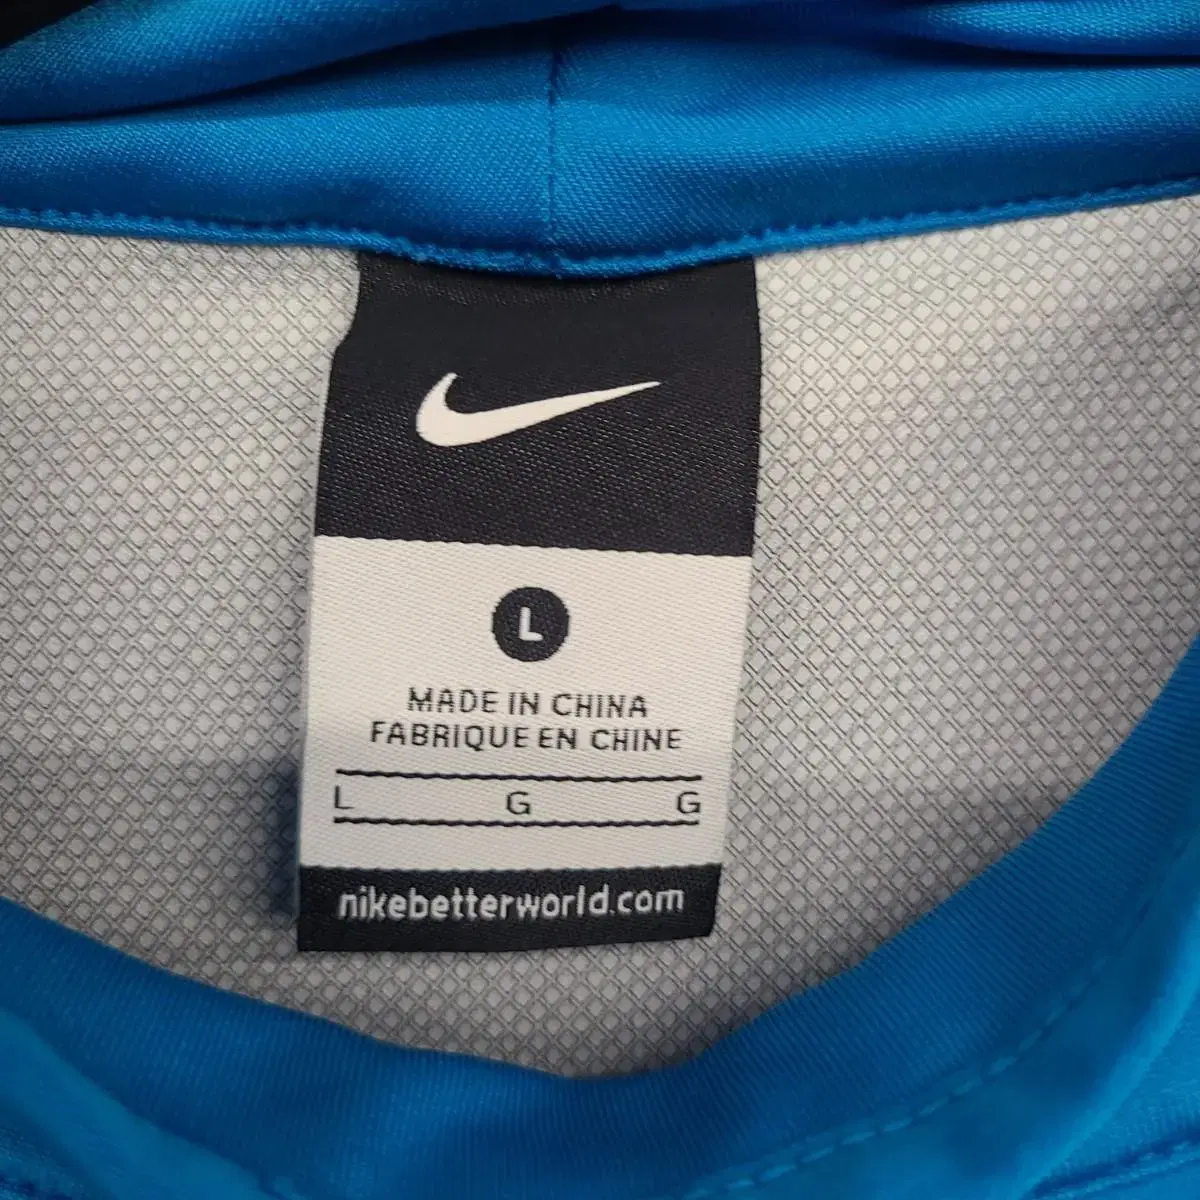 L
MADE IN CHINA
FABRIQUE EN CHINE
L G G
nikebetterworld.com